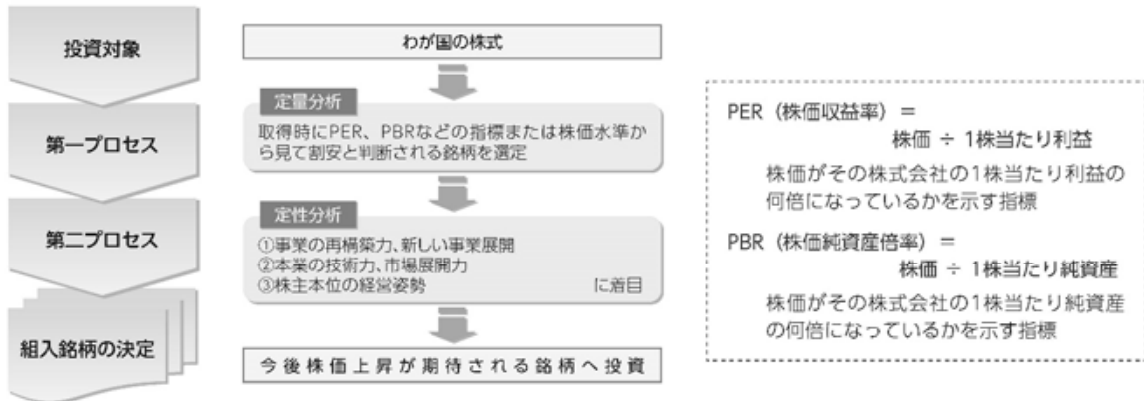 投資対象
わが国の株式
第一プロセス
定量分析
取得時にPER、PBRなどの指標または株価水準か
ら見て割安と判断される銘柄を選定
第二プロセス
定性分析
①事業の再構築力、新しい事業展開
②本業の技術力、市場展開力
③株主本位の経営姿勢 に着目
組入銘柄の決定
今後株価上昇が期待される銘柄へ投資
PER（株価収益率）＝
株価 ÷ 1株当たり利益
株価がその株式会社の1株当たり利益の
何倍になっているかを示す指標
PBR（株価純資産倍率）＝
株価 ÷ 1株当たり純資産
株価がその株式会社の1株当たり純資産
の何倍になっているかを示す指標